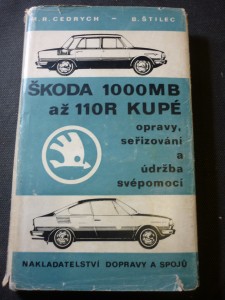 M.R. CEDRYCH - B. ŠTILEC
ŠKODA 1000MB
až 110R KUPÉ
opravy,
seřizování
a
údržba
svépomocí
NAKLADATELSTVÍ DOPRAVY A SPOJŮ